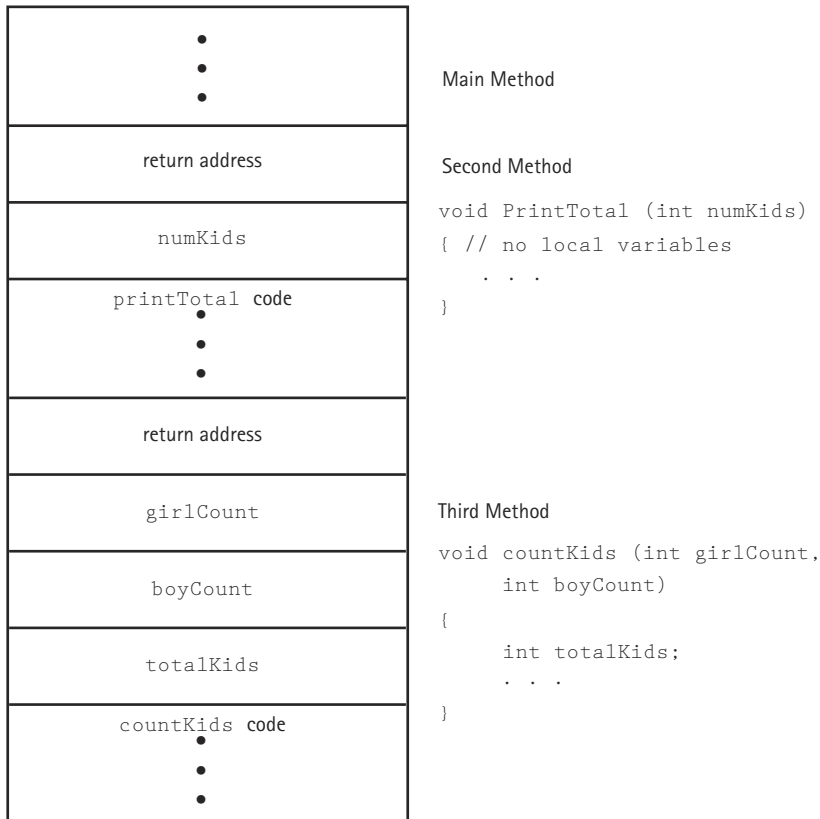 Main Method
return address
Second Method
void PrintTotal (int numKids)
numKids
{ // no local variables
. . .
printTotal code
}
return address
girlCount
Third Method
void countKids (int girlCount,
boyCount
int boyCount)
{
totalKids
int totalKids;
. . .
countKids code
}